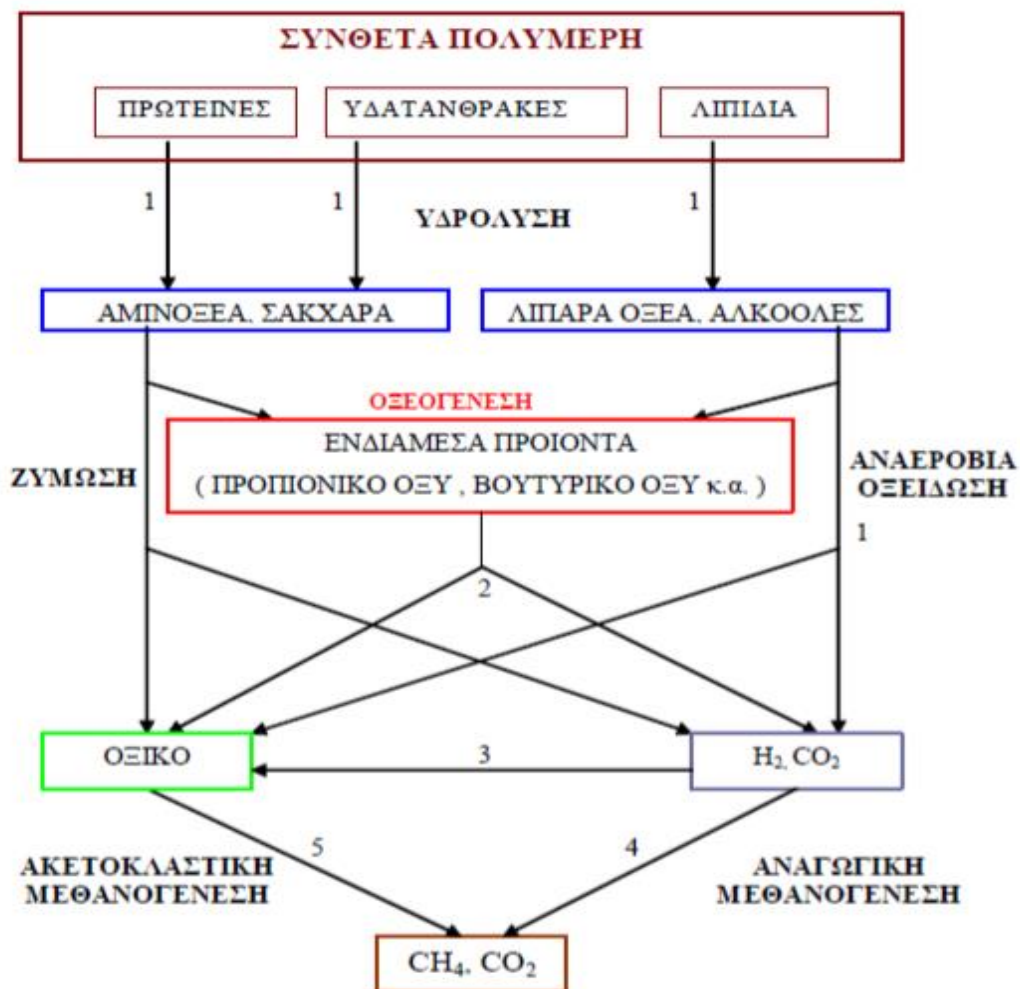 ΣΥΝΘΕΤΑ ΠΟΛΥΜΕΡΗ
ΠΡΩΤΕΙΝΕΣ
ΥΔΑΤΑΝΘΡΑΚΕΣ
ΛΙΠΙΔΙΑ
1
1
1
ΥΔΡΟΛΥΣΗ
ΑΜΙΝΟΞΕΑ, ΣΑΚΧΑΡΑ
ΛΙΠΑΡΑ ΟΞΕΑ, ΑΛΚΟΟΛΕΣ
ΟΞΕΟΓΕΝΕΣΗ
ΕΝΔΙΑΜΕΣΑ ΠΡΟΙΟΝΤΑ
( ΠΡΟΠΙΟΝΙΚΟ ΟΞΥ , ΒΟΥΤΥΡΙΚΟ ΟΞΥ κ.α. )
ΖΥΜΩΣΗ
ΑΝΑΕΡΟΒΙΑ
ΟΞΕΙΔΩΣΗ
1
2
ΟΞΙΚΟ
3
H₂, CO₂
5
4
ΑΚΕΤΟΚΛΑΣΤΙΚΗ
ΜΕΘΑΝΟΓΕΝΕΣΗ
ΑΝΑΓΩΓΙΚΗ
ΜΕΘΑΝΟΓΕΝΕΣΗ
CH₄, CO₂